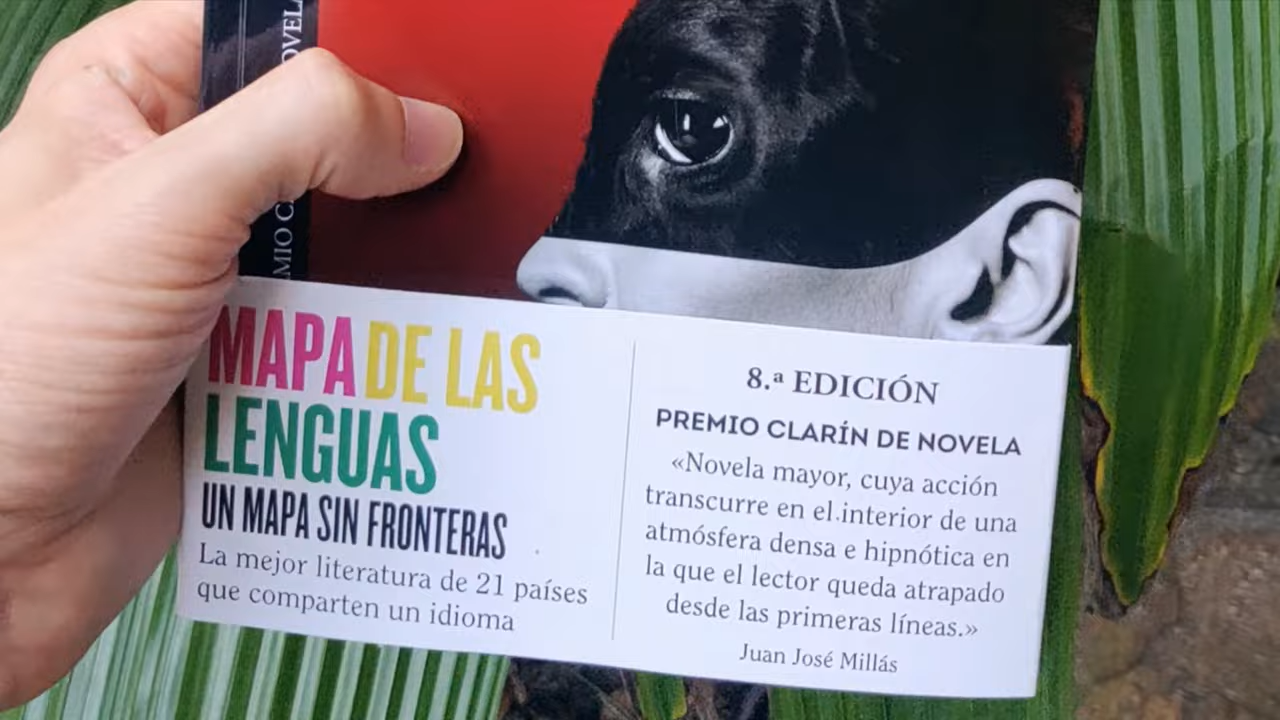 MAPA DE LAS
LENGUAS
UN MAPA SIN FRONTERAS
La mejor literatura de 21 países
que comparten un idioma
8.ª EDICIÓN
PREMIO CLARÍN DE NOVELA
«Novela mayor, cuya acción
transcurre en el interior de una
atmósfera densa e hipnótica en
la que el lector queda atrapado
desde las primeras líneas.»
Juan José Millás